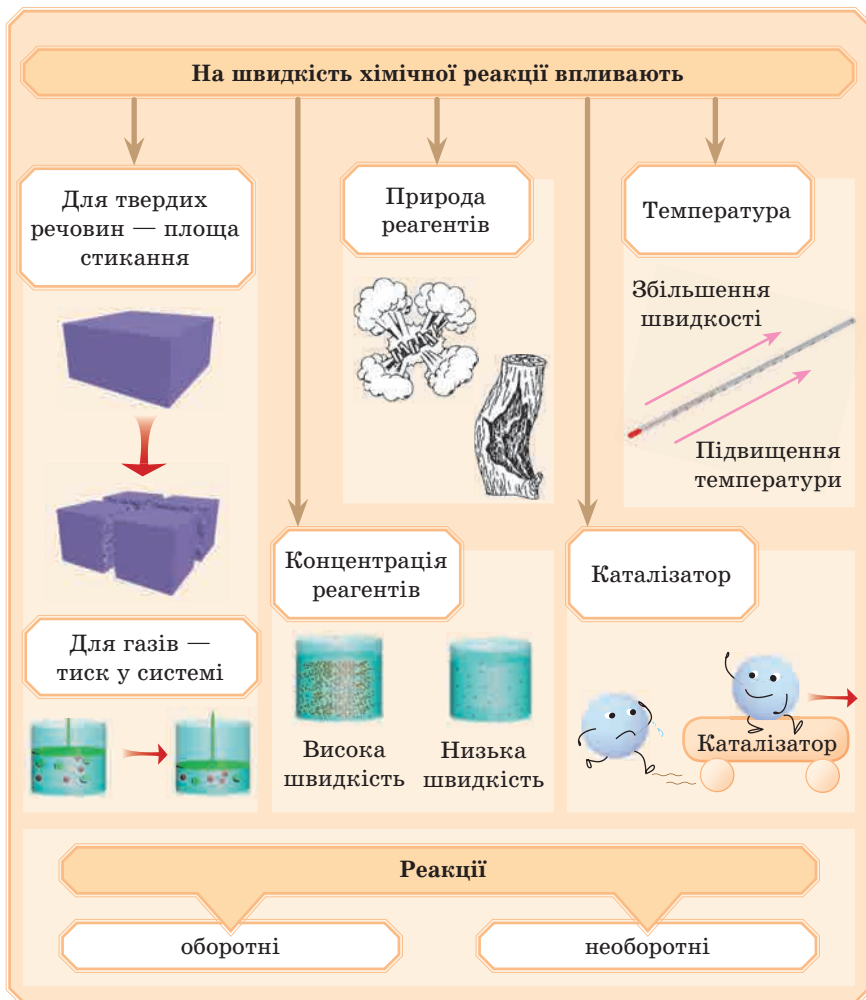 На швидкість хімічної реакції впливають
Для твердих
речовин — площа
стикання
Природа
реагентів
Температура
Збільшення
швидкості
Підвищення
температури
Концентрація
реагентів
Каталізатор
Для газів —
тиск у системі
Висока
швидкість
Низька
швидкість
Каталізатор
Реакції
оборотні
необоротні